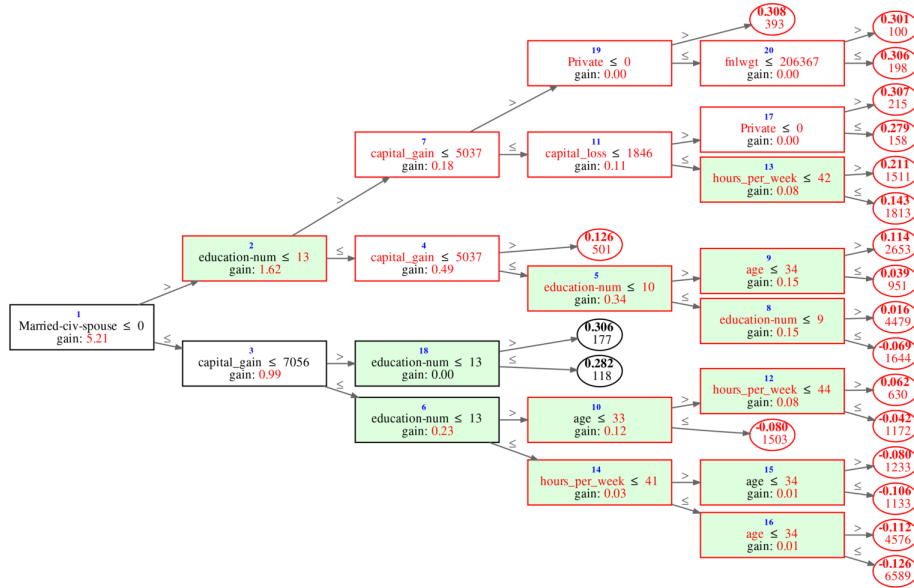 0.308
393
0.301
100
19
Private ≤ 0
gain: 0.00
20
fnlwgt ≤ 206367
gain: 0.00
>
≤
>
≤
0.306
198
>
7
capital_gain ≤ 5037
gain: 0.18
≤
11
capital_loss ≤ 1846
gain: 0.11
>
≤
17
Private ≤ 0
gain: 0.00
>
≤
0.307
215
0.279
158
13
hours_per_week ≤ 42
gain: 0.08
>
≤
0.211
1511
0.143
1813
>
2
education-num ≤ 13
gain: 1.62
≤
4
capital_gain ≤ 5037
gain: 0.49
>
≤
0.126
501
5
education-num ≤ 10
gain: 0.34
>
≤
9
age ≤ 34
gain: 0.15
>
≤
0.114
2653
0.039
951
8
education-num ≤ 9
gain: 0.15
>
≤
0.016
4479
-0.069
1644
1
Married-civ-spouse ≤ 0
gain: 5.21
>
≤
3
capital_gain ≤ 7056
gain: 0.99
>
≤
18
education-num ≤ 13
gain: 0.00
>
≤
0.306
177
0.282
118
6
education-num ≤ 13
gain: 0.23
>
≤
10
age ≤ 33
gain: 0.12
>
≤
12
hours_per_week ≤ 44
gain: 0.08
>
≤
0.062
630
-0.042
1172
-0.080
1503
14
hours_per_week ≤ 41
gain: 0.03
>
≤
15
age ≤ 34
gain: 0.01
>
≤
-0.080
1233
-0.106
1133
16
age ≤ 34
gain: 0.01
>
≤
-0.112
4576
-0.126
6589